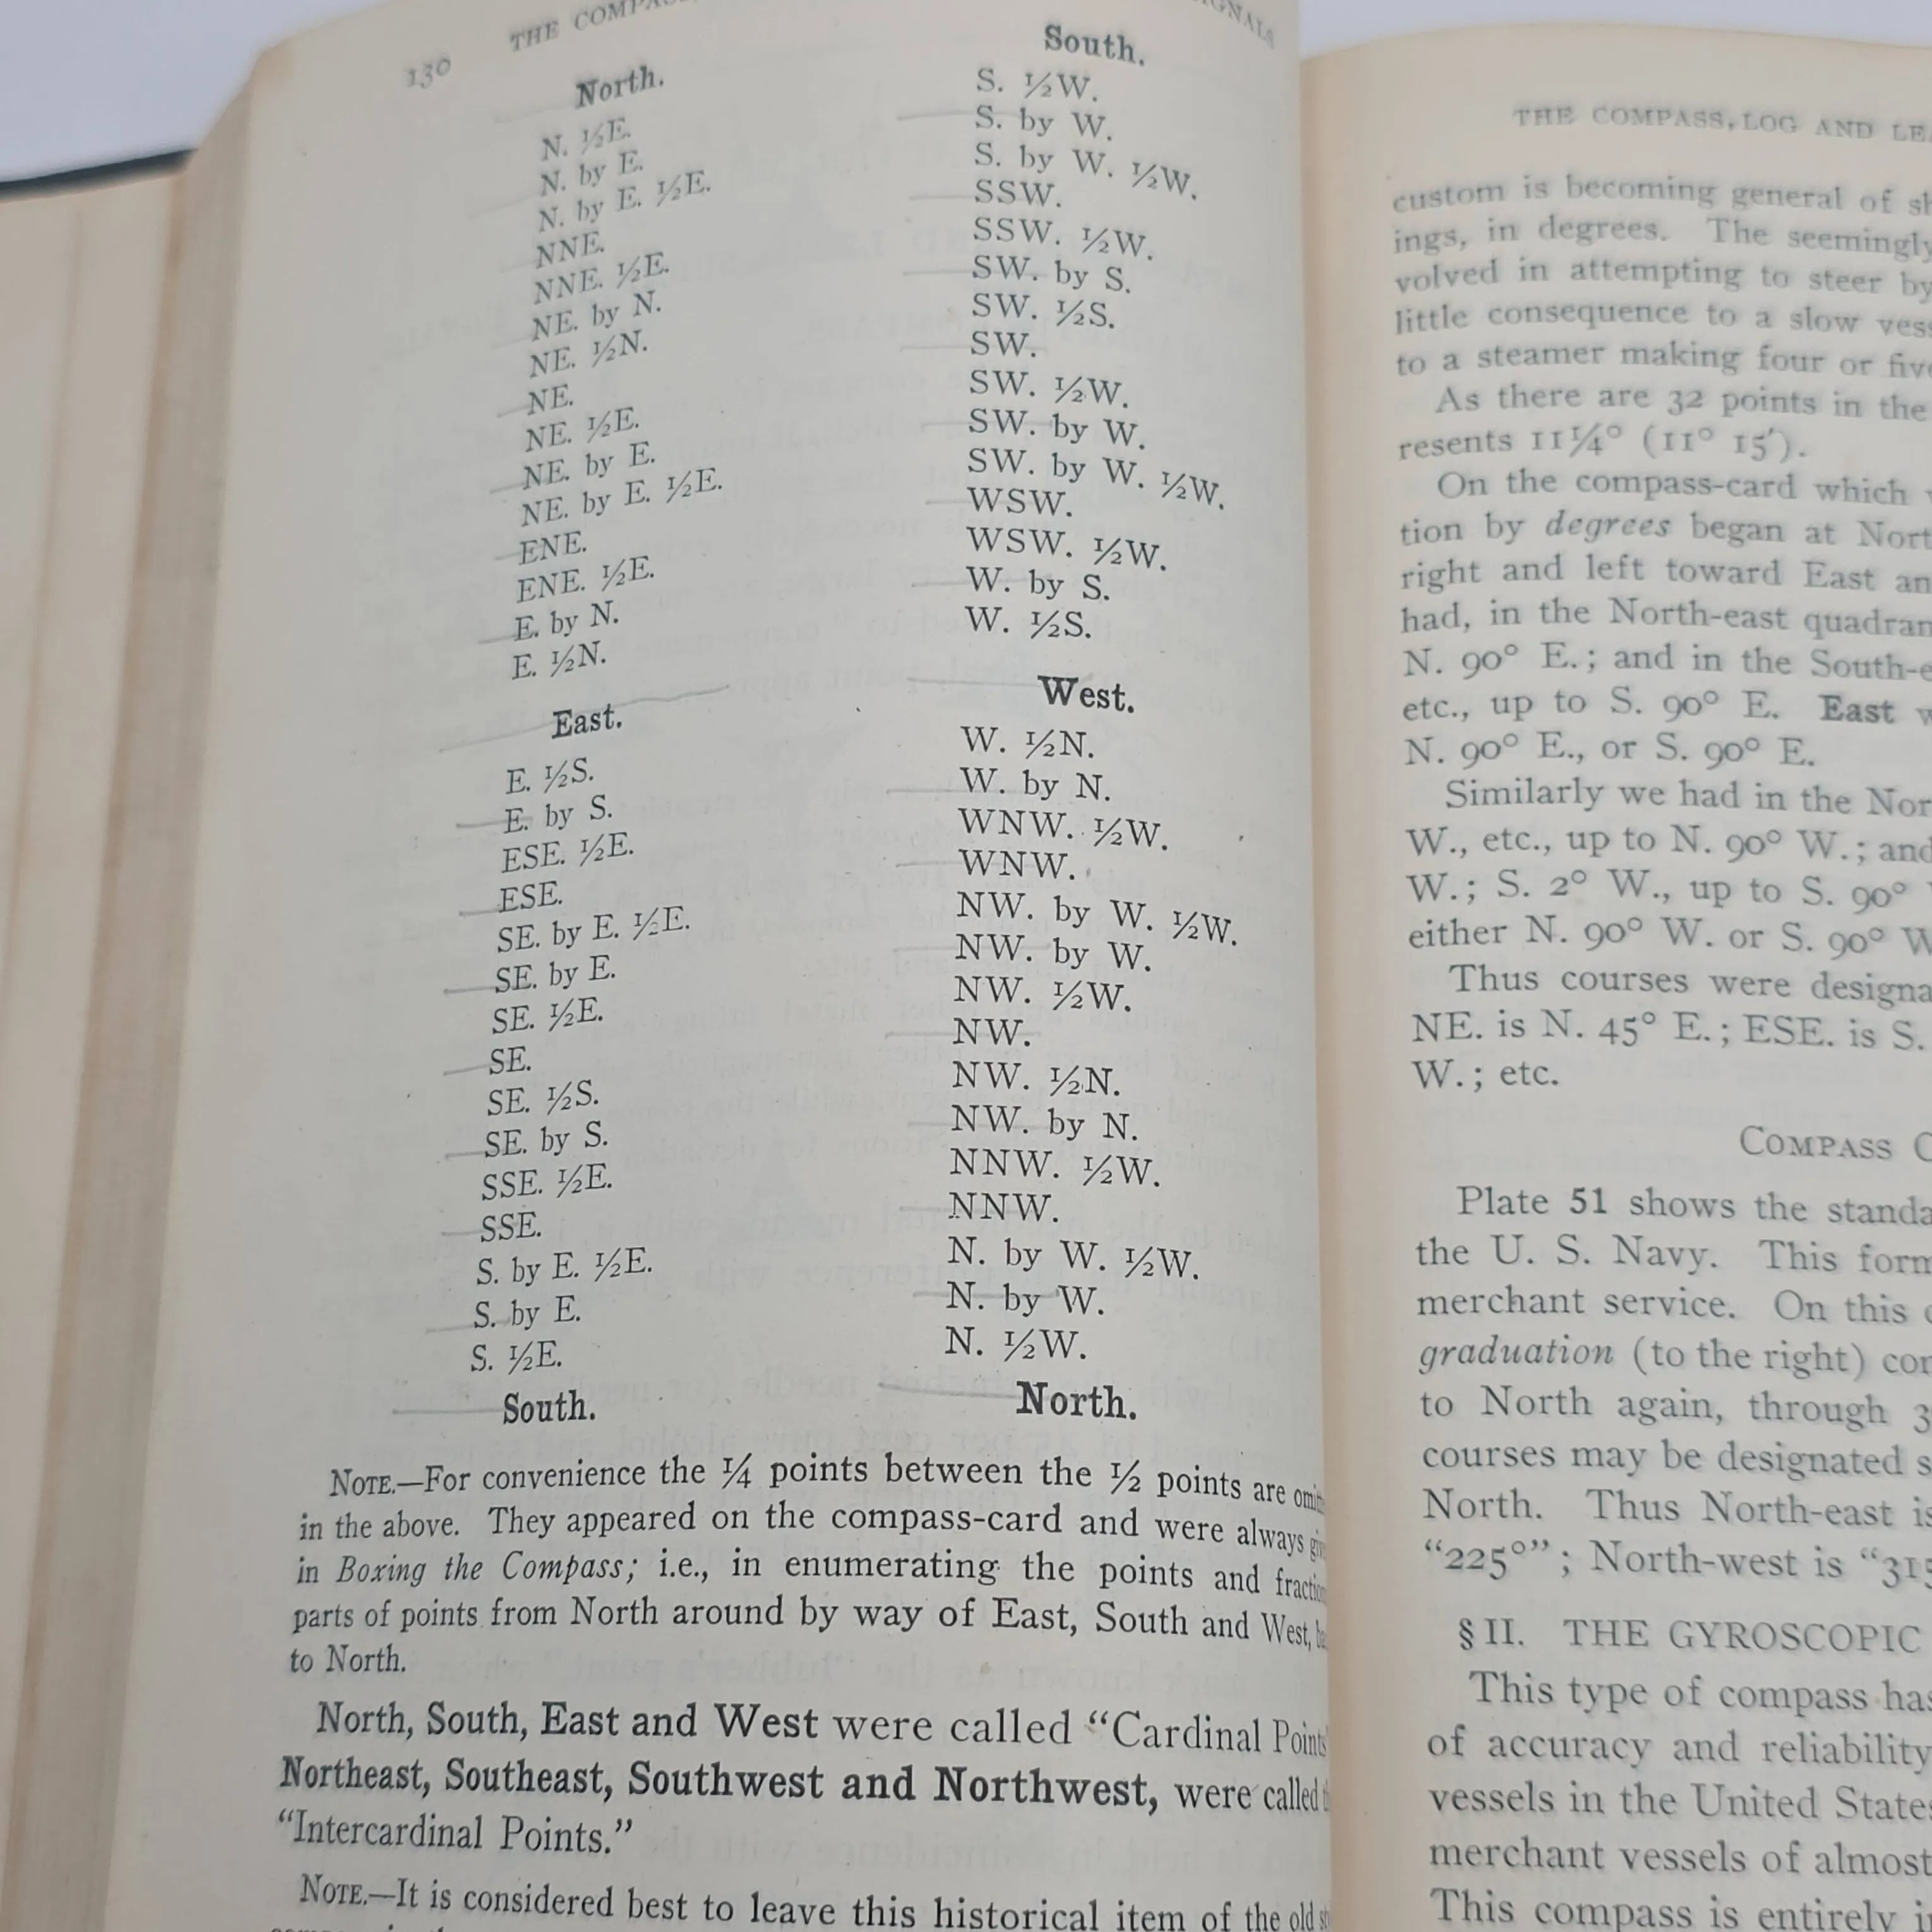 130
THE COMPASS,
North.
N. ½E.
N. by E.
N. by E. ½E.
NNE.
NNE. ½E.
NE. by N.
NE. ½N.
NE.
NE. ½E.
NE. by E.
NE. by E. ½E.
ENE.
ENE. ½E.
E. by N.
E. ½N.
East.
E. ½S.
E. by S.
ESE. ½E.
ESE.
SE. by E. ½E.
SE. by E.
SE. ½E.
SE.
SE. ½S.
SE. by S.
SSE. ½E.
SSE.
S. by E. ½E.
S. by E.
S. ½E.
South.
South.
S. ½W.
S. by W.
S. by W. ½W.
SSW.
SSW. ½W.
SW. by S.
SW. ½S.
SW.
SW. ½W.
SW. by W.
SW. by W. ½W.
WSW.
WSW. ½W.
W. by S.
W. ½S.
West.
W. ½N.
W. by N.
WNW. ½W.
WNW.
NW. by W. ½W.
NW. by W.
NW. ½W.
NW.
NW. ½N.
NW. by N.
NNW. ½W.
NNW.
N. by W. ½W.
N. by W.
N. ½W.
North.
NOTE.—For convenience the ¼ points between the ½ points are
in the above. They appeared on the compass-card and were always
in Boxing the Compass; i.e., in enumerating the points and
parts of points from North around by way of East, South and West,
to North.
North, South, East and West were called "Cardinal Points
Northeast, Southeast, Southwest and Northwest, were called
"Intercardinal Points."
NOTE.—It is considered best to leave this historical item of the old
THE COMPASS, LOG AND
custom is becoming general of
ings, in degrees. The seemingly
volved in attempting to steer by
little consequence to a slow
to a steamer making four or five
As there are 32 points in the
resents 11¼° (11° 15′).
On the compass-card which
tion by degrees began at
right and left toward East
had, in the North-east
N. 90° E.; and in the
etc., up to S. 90° E. East
N. 90° E., or S. 90° E.
Similarly we had in the
W., etc., up to N. 90° W.; and
W.; S. 2° W., up to S. 90°
either N. 90° W. or S. 90° W
Thus courses were
NE. is N. 45° E.; ESE. is S.
W.; etc.
COMPASS
Plate 51 shows the
the U. S. Navy. This
merchant service. On this
graduation (to the right)
to North again, through
courses may be designated
North. Thus North-east is
"225°"; North-west is
§ II. THE GYROSCOPIC
This type of compass has
of accuracy and reliability
vessels in the United States
merchant vessels of almost
This compass is entirely